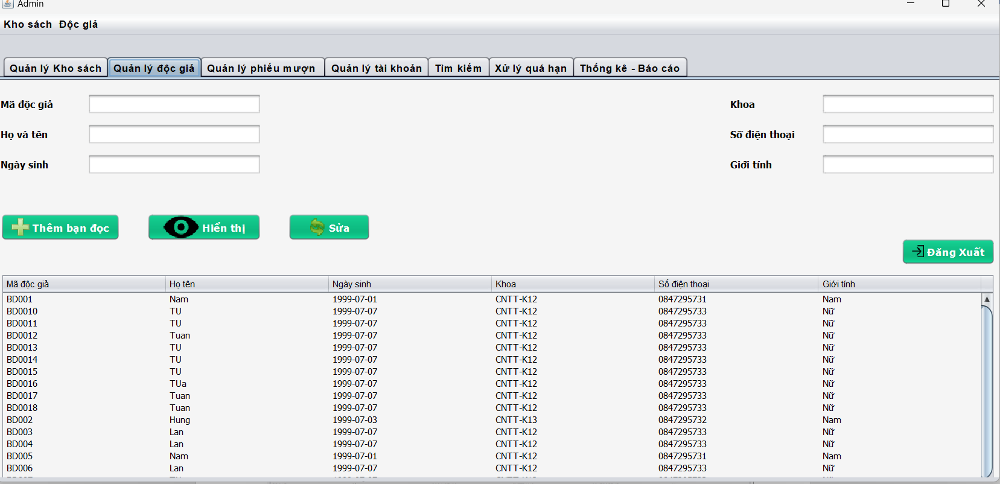 Admin
Kho sách Độc giả
Quản lý Kho sách Quản lý độc giả Quản lý phiếu mượn Quản lý tài khoản Tìm kiếm Xử lý quá hạn Thống kê - Báo cáo
Mã độc giả Khoa
Họ và tên Số điện thoại
Ngày sinh Giới tính
Thêm bạn đọc Hiển thị Sửa
Đăng Xuất
Mã độc giả Họ tên Ngày sinh Khoa Số điện thoại Giới tính
BD001 Nam 1999-07-01 CNTT-K12 0847295731 Nam
BD0010 TU 1999-07-07 CNTT-K12 0847295733 Nữ
BD0011 TU 1999-07-07 CNTT-K12 0847295733 Nữ
BD0012 Tuan 1999-07-07 CNTT-K12 0847295733 Nữ
BD0013 TU 1999-07-07 CNTT-K12 0847295733 Nữ
BD0014 TU 1999-07-07 CNTT-K12 0847295733 Nữ
BD0015 TU 1999-07-07 CNTT-K12 0847295733 Nữ
BD0016 TUa 1999-07-07 CNTT-K12 0847295733 Nữ
BD0017 Tuan 1999-07-07 CNTT-K12 0847295733 Nữ
BD0018 Tuan 1999-07-07 CNTT-K12 0847295733 Nữ
BD002 Hung 1999-07-03 CNTT-K13 0847295732 Nam
BD003 Lan 1999-07-07 CNTT-K12 0847295733 Nữ
BD004 Lan 1999-07-07 CNTT-K12 0847295733 Nữ
BD005 Nam 1999-07-01 CNTT-K12 0847295731 Nam
BD006 Lan 1999-07-07 CNTT-K12 0847295733 Nữ